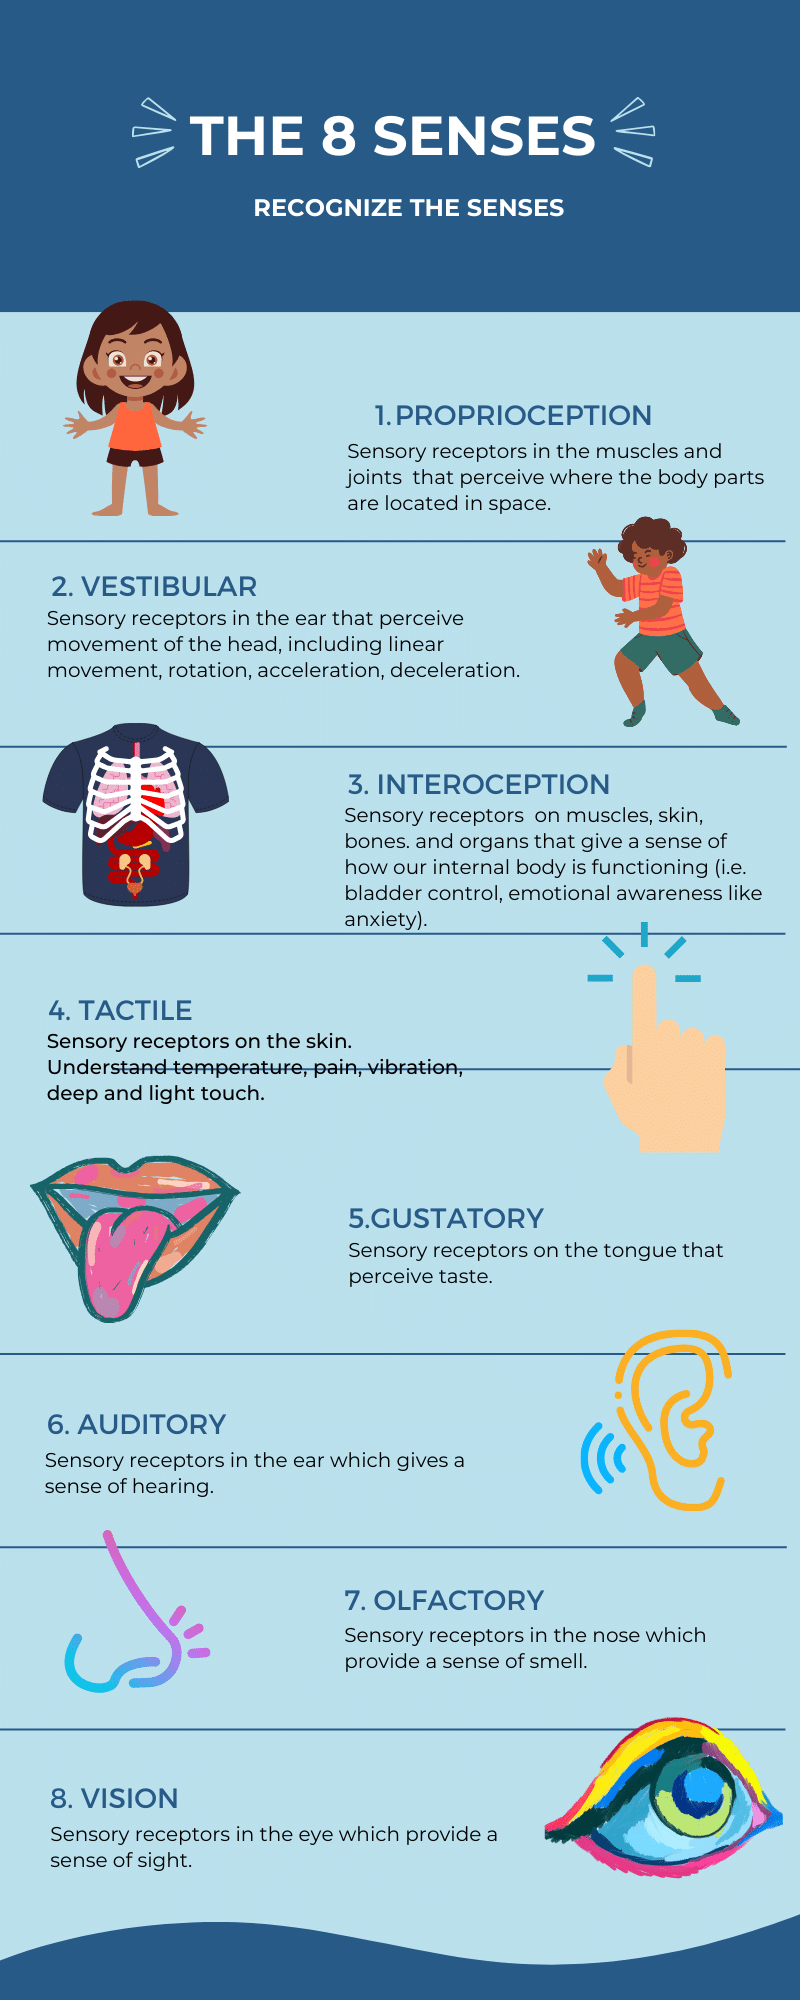 THE 8 SENSES
RECOGNIZE THE SENSES
1. PROPRIOCEPTION
Sensory receptors in the muscles and
joints  that perceive where the body parts
are located in space.
2. VESTIBULAR
Sensory receptors in the ear that perceive
movement of the head, including linear
movement, rotation, acceleration, deceleration.
3. INTEROCEPTION
Sensory receptors  on muscles, skin,
bones. and organs that give a sense of
how our internal body is functioning (i.e.
bladder control, emotional awareness like
anxiety).
4. TACTILE
Sensory receptors on the skin.
Understand temperature, pain, vibration,
deep and light touch.
5.GUSTATORY
Sensory receptors on the tongue that
perceive taste.
6. AUDITORY
Sensory receptors in the ear which gives a
sense of hearing.
7. OLFACTORY
Sensory receptors in the nose which
provide a sense of smell.
8. VISION
Sensory receptors in the eye which provide a
sense of sight.